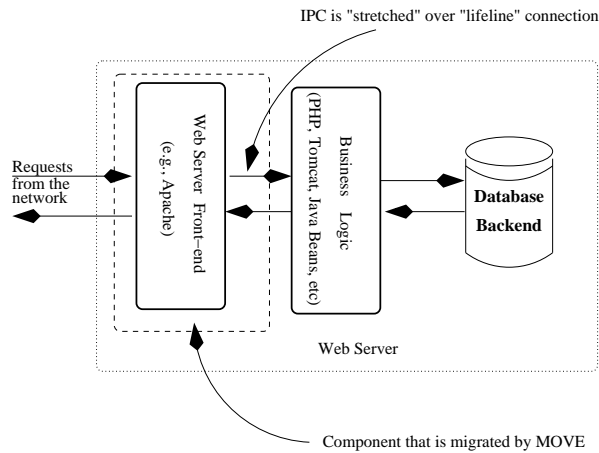 IPC is "stretched" over "lifeline" connection
Requests
from the
network
Web Server Front-end
(e.g., Apache)
Business Logic
(PHP, Tomcat, Java Beans, etc)
Database
Backend
Web Server
Component that is migrated by MOVE